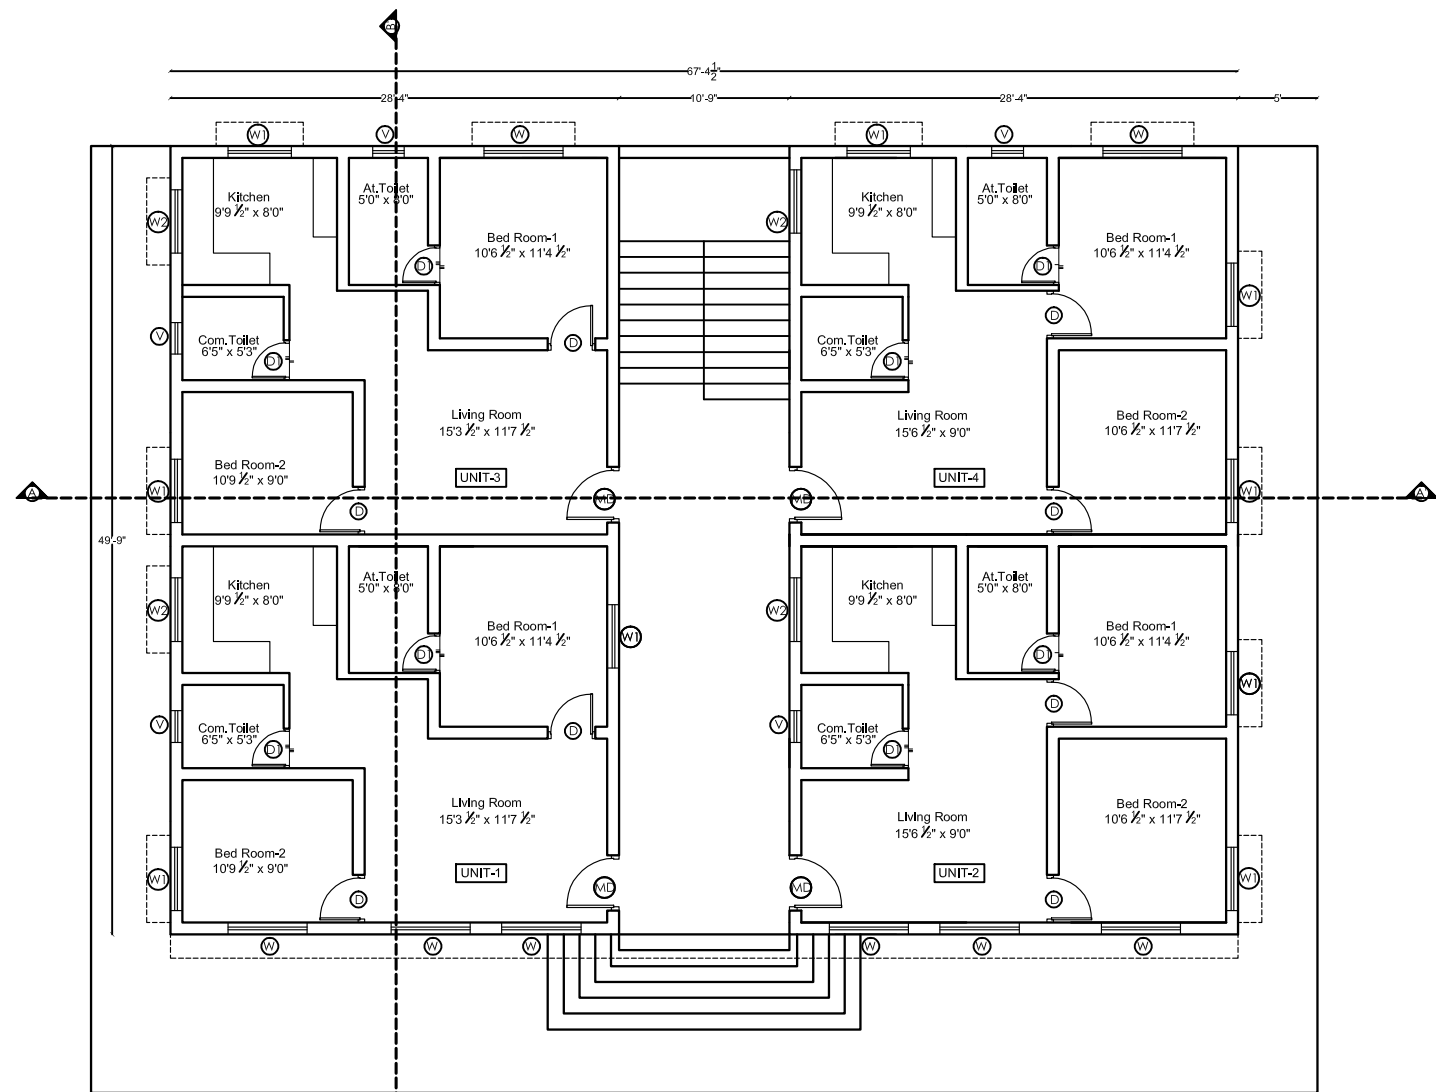 B
67'-4 1/2"
28'-4" 10'-9" 28'-4" 5'
W1 V W W1 V W
Kitchen
9'9 ½" x 8'0"
At.Toilet
5'0" x 8'0"
Bed Room-1
10'6 ½" x 11'4 ½"
Kitchen
9'9 ½" x 8'0"
At.Toilet
5'0" x 8'0"
Bed Room-1
10'6 ½" x 11'4 ½"
W2 W2
D1 D1
W1
D
V
Com.Toilet
6'5" x 5'3"
D1
D
Com.Toilet
6'5" x 5'3"
D1
Living Room
15'3 ½" x 11'7 ½"
Living Room
15'6 ½" x 9'0"
Bed Room-2
10'6 ½" x 11'7 ½"
Bed Room-2
10'9 ½" x 9'0"
UNIT-3 UNIT-4
A W1 MD MD W1 A'
D D
49'-9"
Kitchen
9'9 ½" x 8'0"
At.Toilet
5'0" x 8'0"
Bed Room-1
10'6 ½" x 11'4 ½"
Kitchen
9'9 ½" x 8'0"
At.Toilet
5'0" x 8'0"
Bed Room-1
10'6 ½" x 11'4 ½"
W2 W1 W2
D1 D1
W1
D
V
Com.Toilet
6'5" x 5'3"
D1
D
V
Com.Toilet
6'5" x 5'3"
D1
Living Room
15'3 ½" x 11'7 ½"
Living Room
15'6 ½" x 9'0"
Bed Room-2
10'6 ½" x 11'7 ½"
Bed Room-2
10'9 ½" x 9'0"
UNIT-1 UNIT-2
W1 MD MD W1
D D
W W W W W W